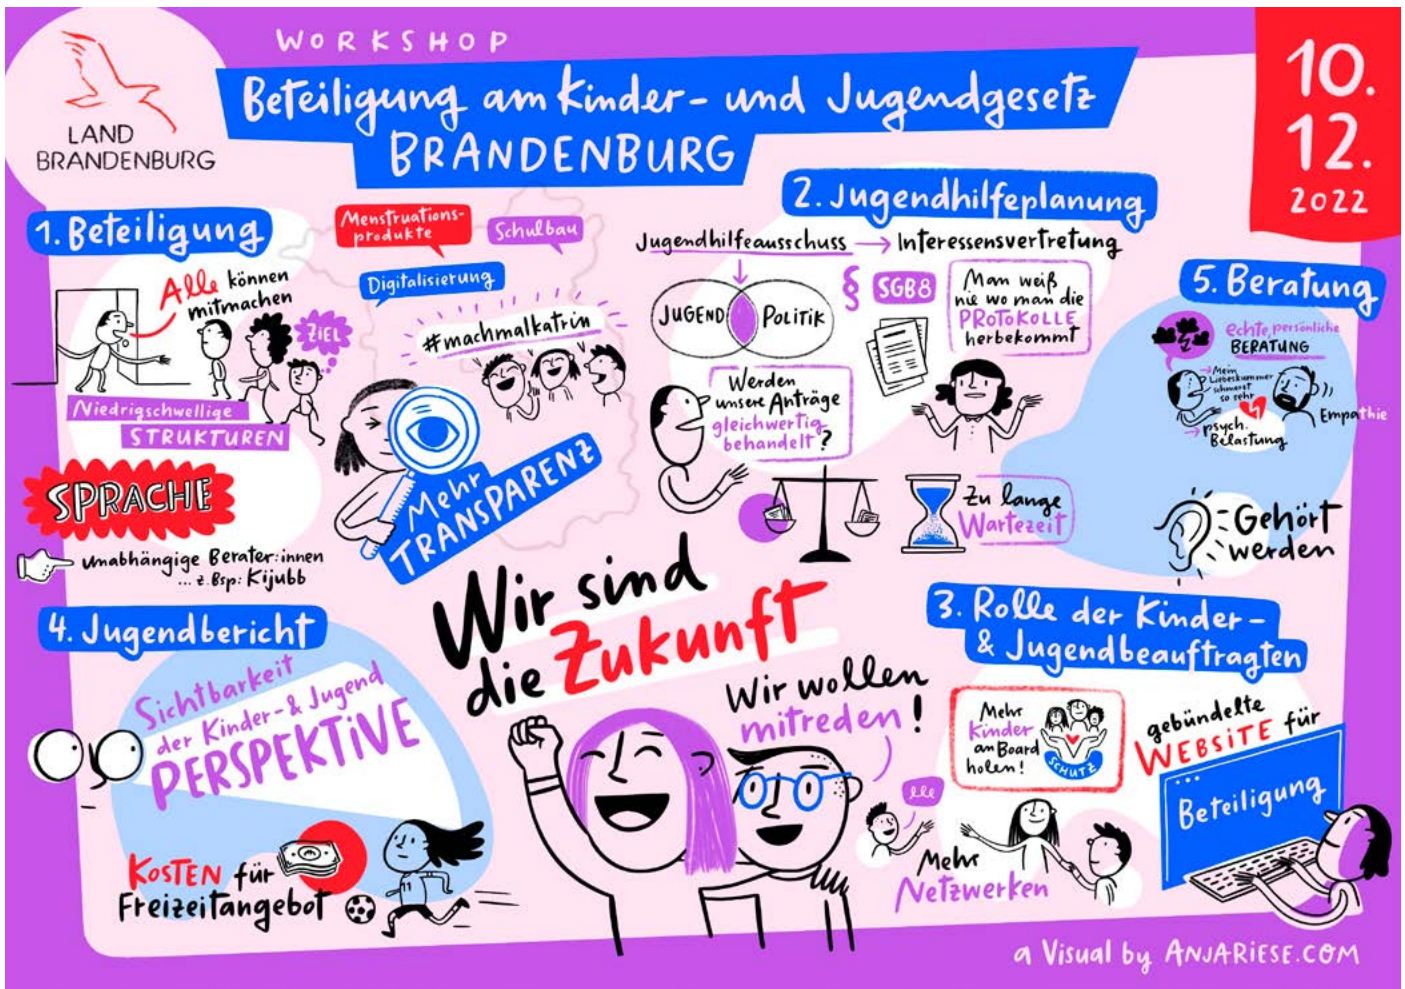 WORKSHOP
Beteiligung am Kinder- und Jugendgesetz
BRANDENBURG
LAND
BRANDENBURG
10.
12.
2022
1. Beteiligung
Alle können
mitmachen
ZIEL
Niedrigschwellige
STRUKTUREN
SPRACHE
unabhängige Berater:innen
... z.Bsp: Kijubb
Menstruations-
produkte
Schulbau
Digitalisierung
#machmalkatrin
Mehr
TRANSPARENZ
2. Jugendhilfeplanung
Jugendhilfeausschuss → Interessensvertretung
JUGEND POLITIK
§ SGB8
Man weiß
nie wo man die
PROTOKOLLE
herbekommt
Werden
unsere Anträge
gleichwertig
behandelt?
Zu lange
Wartezeit
5. Beratung
echte, persönliche
BERATUNG
→ Mein
Liebeskummer
schmerzt
so sehr
Empathie
→ psych.
Belastung
Gehört
werden
Wir sind
die Zukunft
Wir wollen
mitreden!
3. Rolle der Kinder-
& Jugendbeauftragten
Mehr
Kinder
an Board
holen!
SCHUTZ
gebündelte
WEBSITE für
Beteiligung
Mehr
Netzwerken
4. Jugendbericht
Sichtbarkeit
der Kinder-& Jugend
PERSPEKTIVE
KOSTEN für
Freizeitangebot
11
a Visual by ANJARIESE.COM